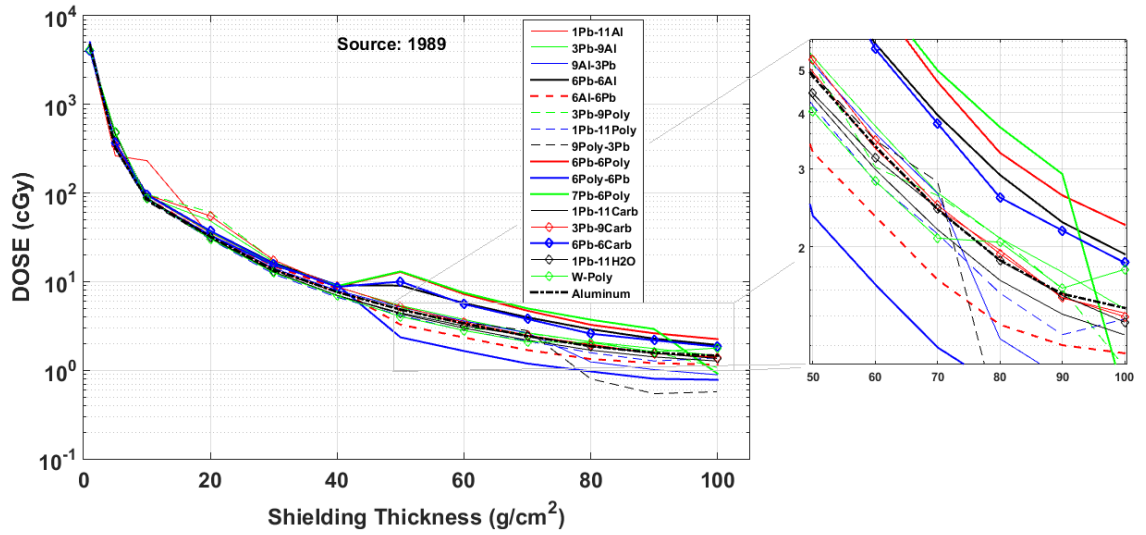 10^4
10^3
10^2
10^1
10^0
10^-1
DOSE (cGy)
Source: 1989
1Pb-11Al
3Pb-9Al
9Al-3Pb
6Pb-6Al
6Al-6Pb
3Pb-9Poly
1Pb-11Poly
9Poly-3Pb
6Pb-6Poly
6Poly-6Pb
7Pb-6Poly
1Pb-11Carb
3Pb-9Carb
6Pb-6Carb
1Pb-11H2O
W-Poly
Aluminum
0 20 40 60 80 100
Shielding Thickness (g/cm^2)
5
4
3
2
50 60 70 80 90 100